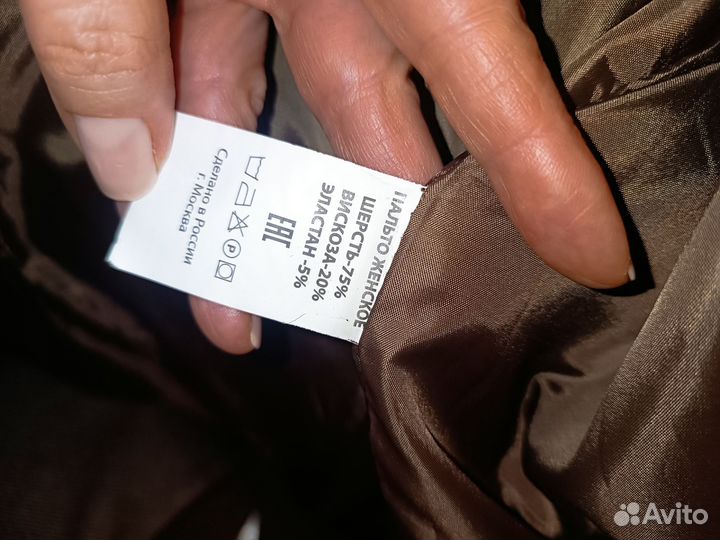 ПАЛЬТО ЖЕНСКОЕ
ШЕРСТЬ-75%
ВИСКОЗА-20%
ЭЛАСТАН-5%
EAC
P
Сделано в России
г. Москва
Avito